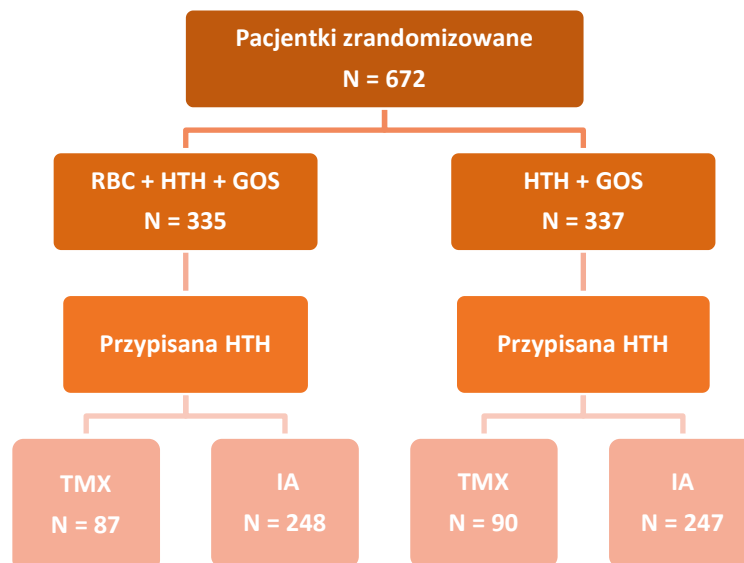 Pacjentki zrandomizowane
N = 672
RBC + HTH + GOS
N = 335
HTH + GOS
N = 337
Przypisana HTH
Przypisana HTH
TMX
N = 87
IA
N = 248
TMX
N = 90
IA
N = 247